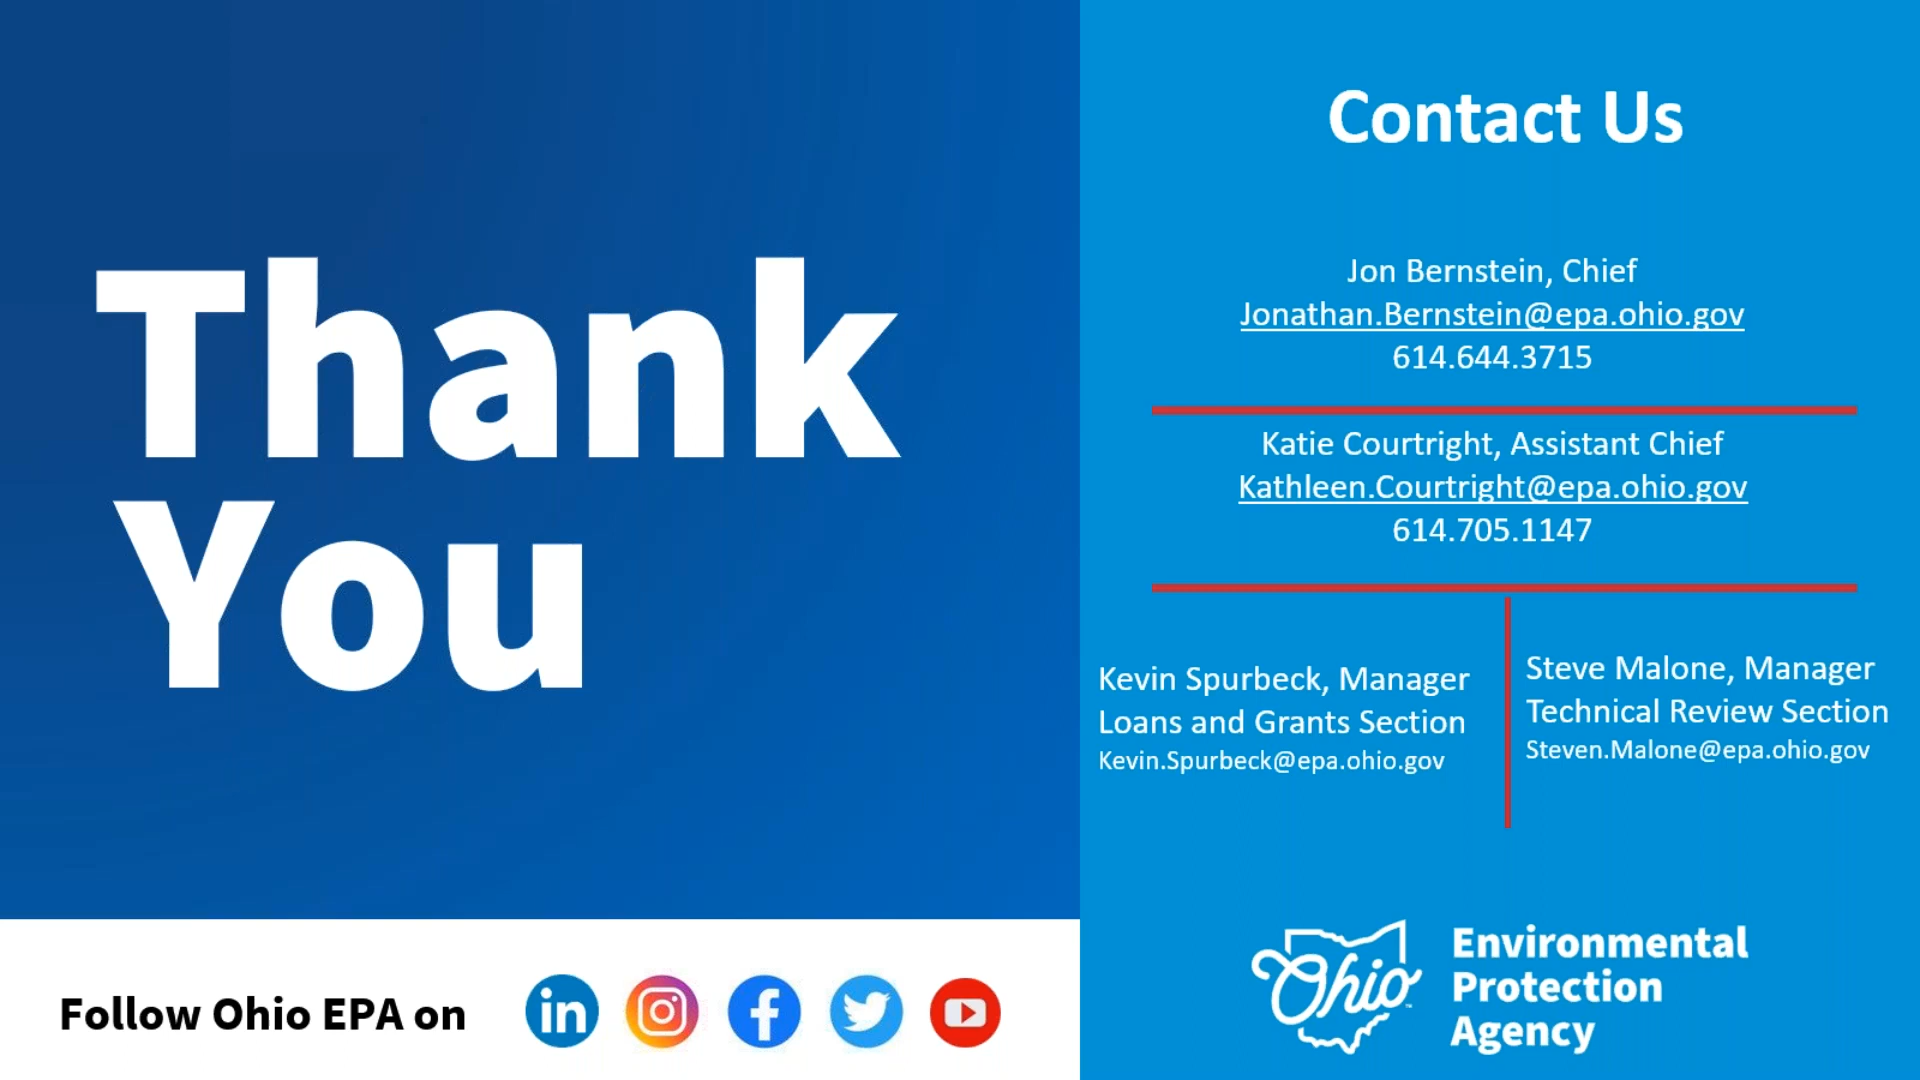 Thank
You
Follow Ohio EPA on
in
Contact Us
Jon Bernstein, Chief
Jonathan.Bernstein@epa.ohio.gov
614.644.3715
Katie Courtright, Assistant Chief
Kathleen.Courtright@epa.ohio.gov
614.705.1147
Kevin Spurbeck, Manager
Loans and Grants Section
Kevin.Spurbeck@epa.ohio.gov
Steve Malone, Manager
Technical Review Section
Steven.Malone@epa.ohio.gov
Ohio
Environmental
Protection
Agency